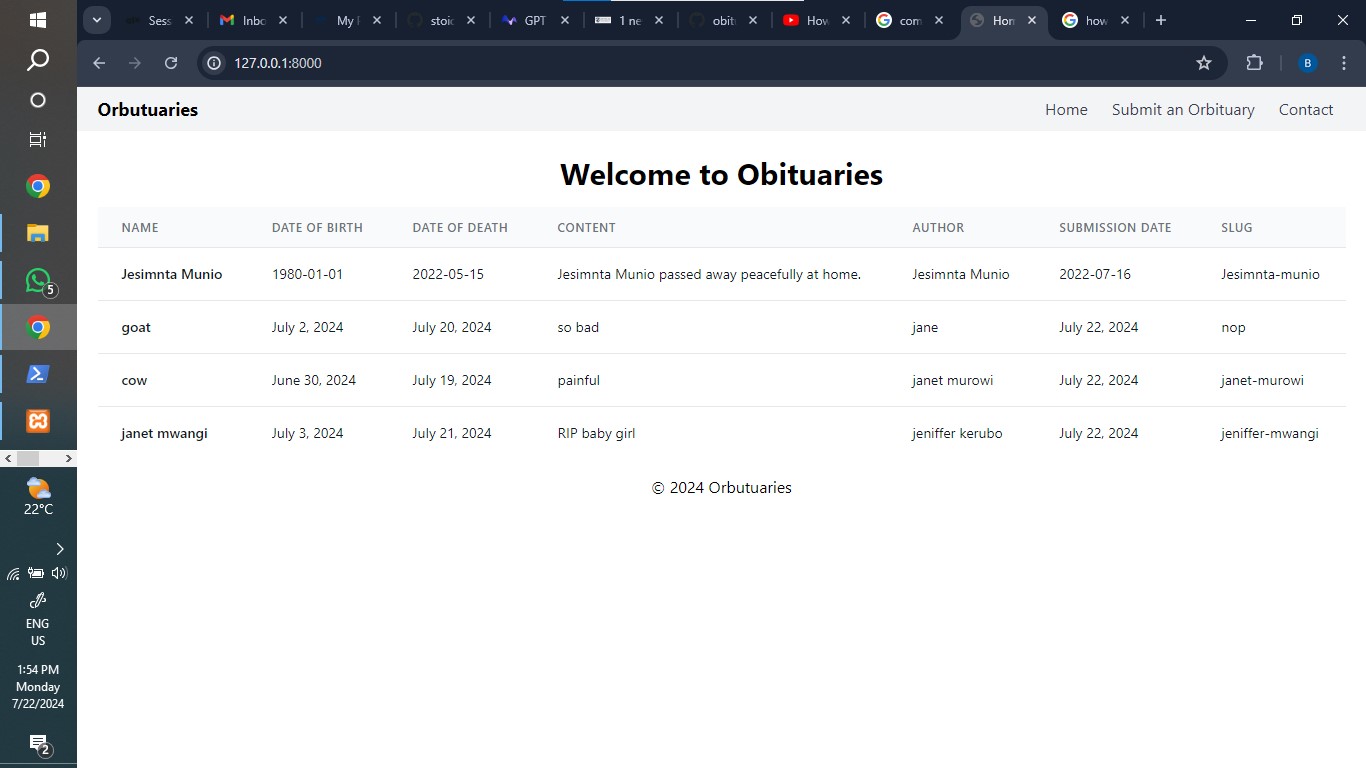 Sess
Inbo
My
stoic
GPT
1 ne
obit
How
com
Hom
how
127.0.0.1:8000
B
Orbutuaries
Home Submit an Orbituary Contact
Welcome to Obituaries
NAME DATE OF BIRTH DATE OF DEATH CONTENT AUTHOR SUBMISSION DATE SLUG
Jesimnta Munio 1980-01-01 2022-05-15 Jesimnta Munio passed away peacefully at home. Jesimnta Munio 2022-07-16 Jesimnta-munio
goat July 2, 2024 July 20, 2024 so bad jane July 22, 2024 nop
cow June 30, 2024 July 19, 2024 painful janet murowi July 22, 2024 janet-murowi
janet mwangi July 3, 2024 July 21, 2024 RIP baby girl jeniffer kerubo July 22, 2024 jeniffer-mwangi
© 2024 Orbutuaries
5
22°C
ENG
US
1:54 PM
Monday
7/22/2024
2